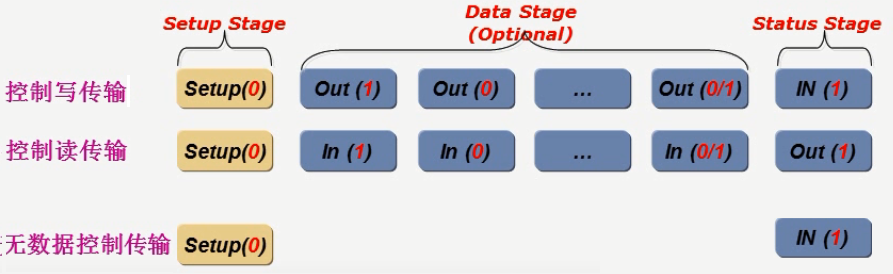 Setup Stage
Data Stage
(Optional)
Status Stage
控制写传输 Setup(0) Out (1) Out (0) ... Out (0/1) IN (1)
控制读传输 Setup(0) In (1) In (0) ... In (0/1) Out (1)
无数据控制传输 Setup(0) IN (1)